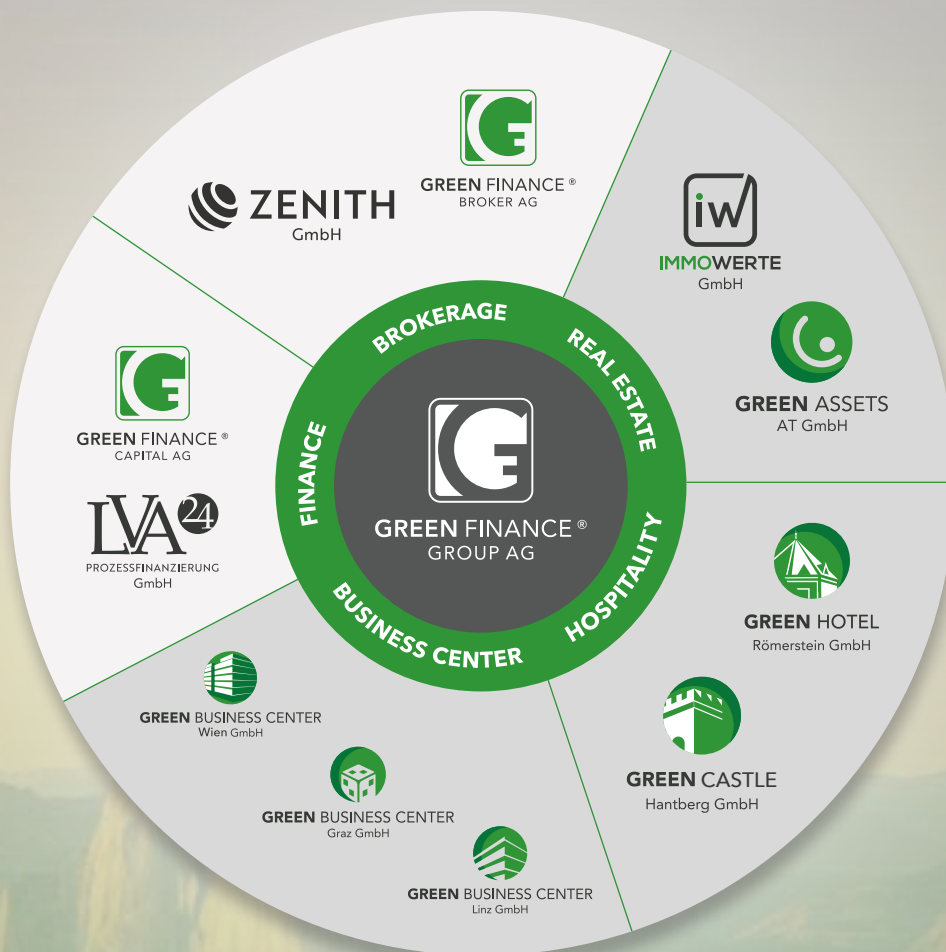 GREEN FINANCE®
BROKER AG
ZENITH
GmbH
iw
IMMOWERTE
GmbH
GREEN ASSETS
AT GmbH
BROKERAGE
REAL ESTATE
FINANCE
HOSPITALITY
BUSINESS CENTER
GREEN FINANCE®
GROUP AG
GREEN FINANCE®
CAPITAL AG
LVA24
PROZESSFINANZIERUNG
GmbH
GREEN HOTEL
Römerstein GmbH
GREEN CASTLE
Hantberg GmbH
GREEN BUSINESS CENTER
Wien GmbH
GREEN BUSINESS CENTER
Graz GmbH
GREEN BUSINESS CENTER
Linz GmbH